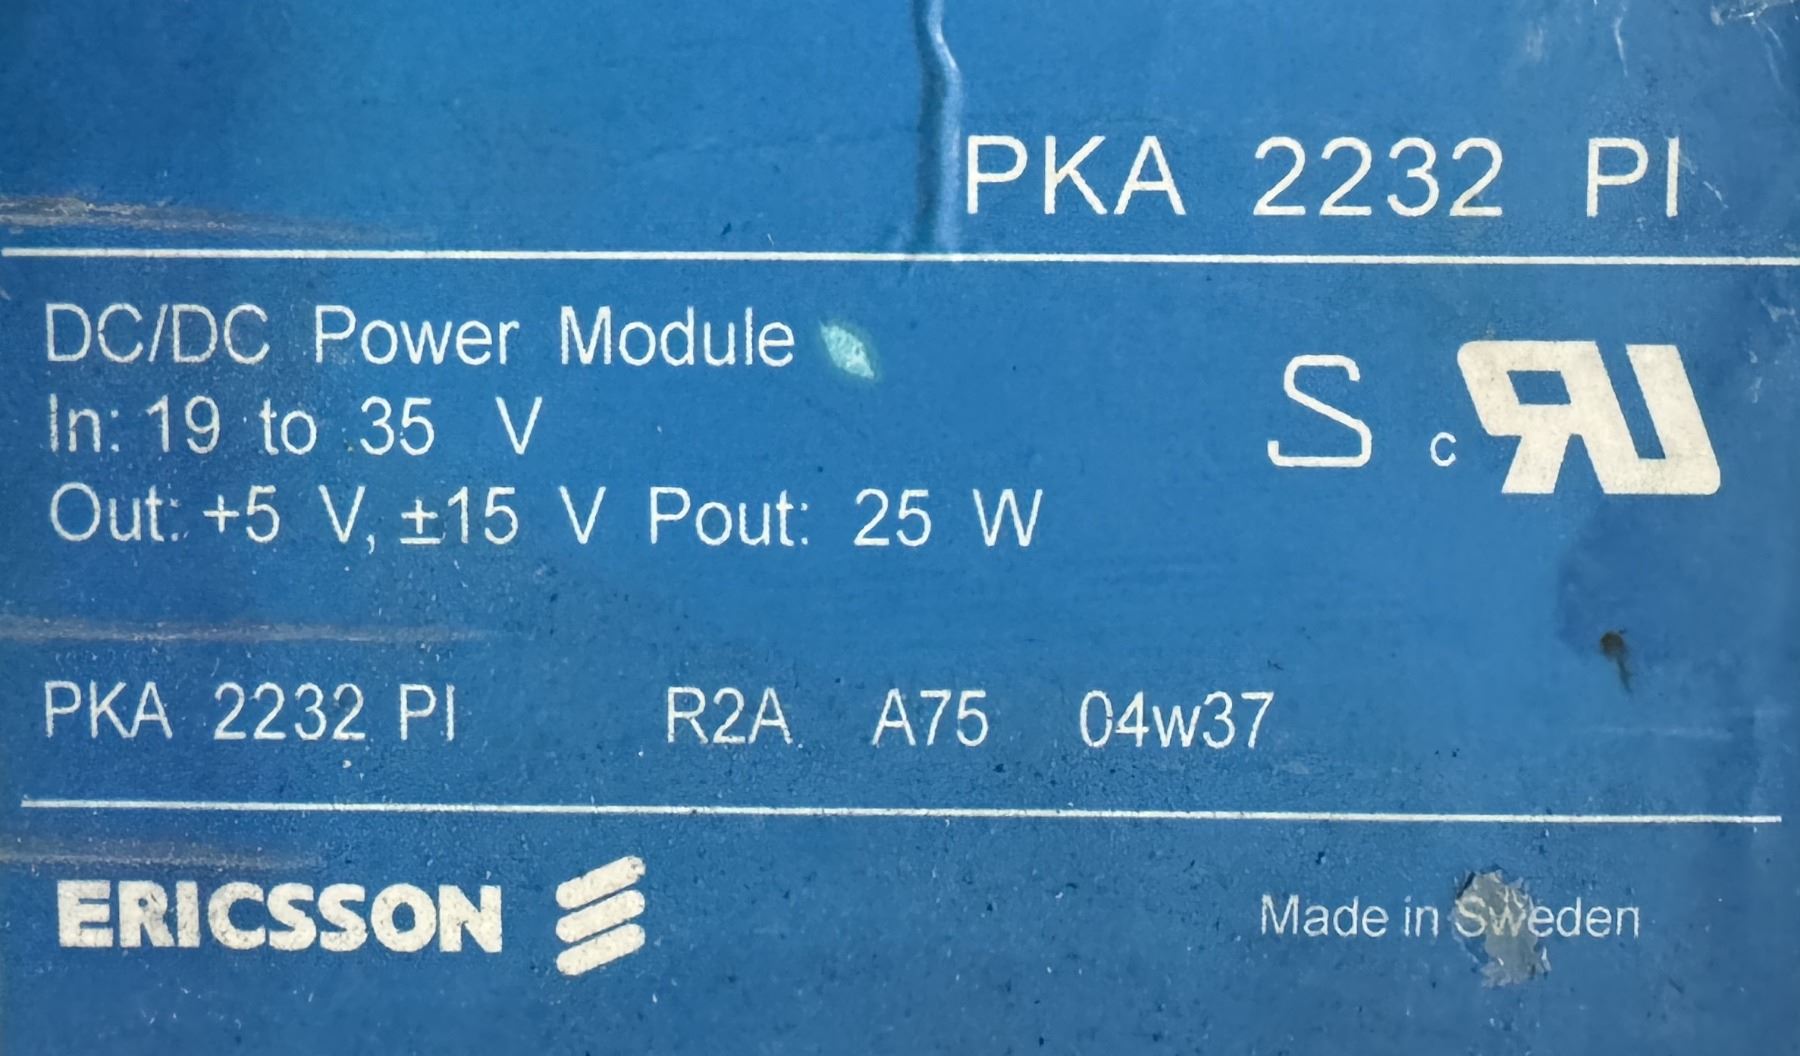 PKA 2232 PI
DC/DC Power Module
In: 19 to 35 V
Out: +5 V, ±15 V Pout: 25 W
S c RU
PKA 2232 PI R2A A75 04w37
ERICSSON
Made in Sweden